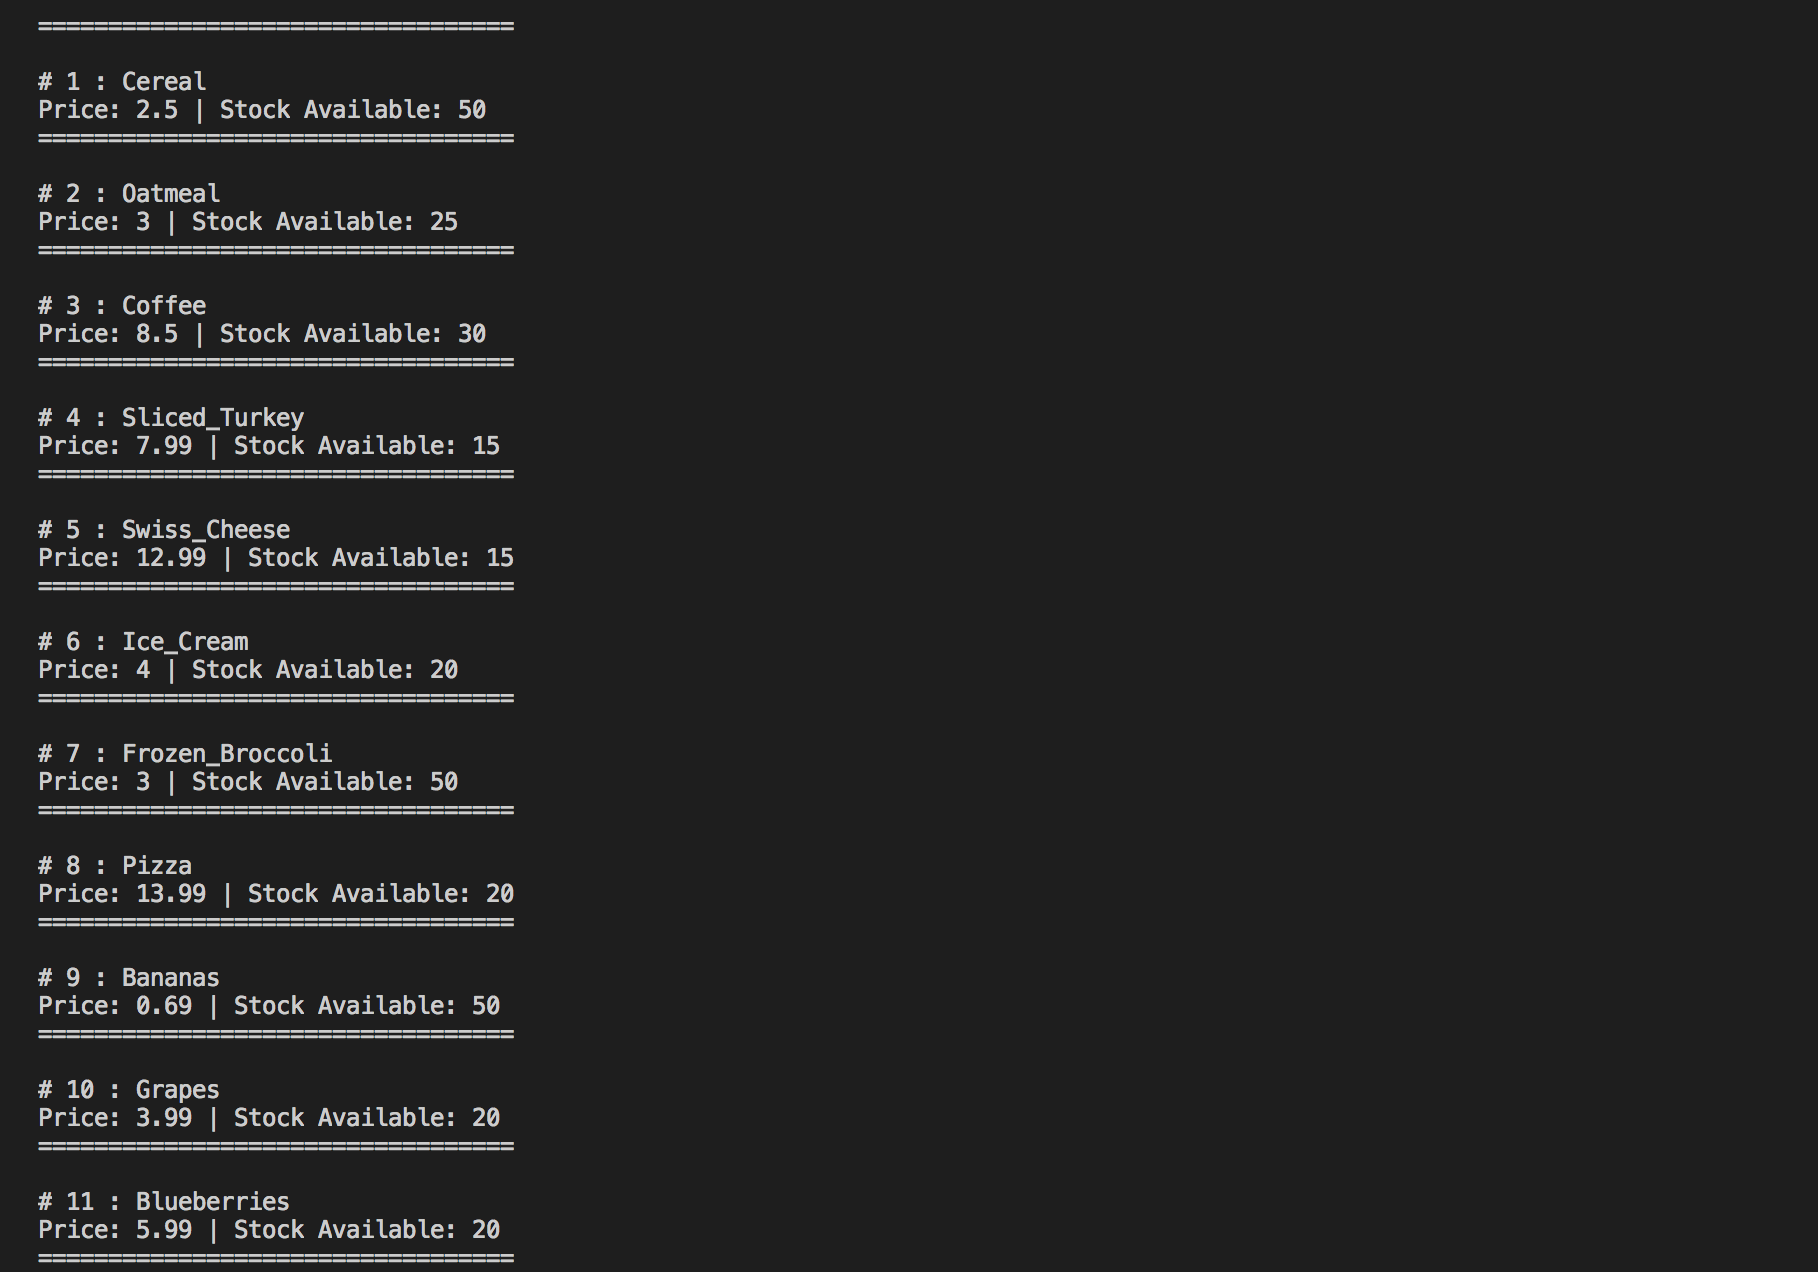 ==================================
# 1 : Cereal
Price: 2.5 | Stock Available: 50
==================================
# 2 : Oatmeal
Price: 3 | Stock Available: 25
==================================
# 3 : Coffee
Price: 8.5 | Stock Available: 30
==================================
# 4 : Sliced_Turkey
Price: 7.99 | Stock Available: 15
==================================
# 5 : Swiss_Cheese
Price: 12.99 | Stock Available: 15
==================================
# 6 : Ice_Cream
Price: 4 | Stock Available: 20
==================================
# 7 : Frozen_Broccoli
Price: 3 | Stock Available: 50
==================================
# 8 : Pizza
Price: 13.99 | Stock Available: 20
==================================
# 9 : Bananas
Price: 0.69 | Stock Available: 50
==================================
# 10 : Grapes
Price: 3.99 | Stock Available: 20
==================================
# 11 : Blueberries
Price: 5.99 | Stock Available: 20
==================================